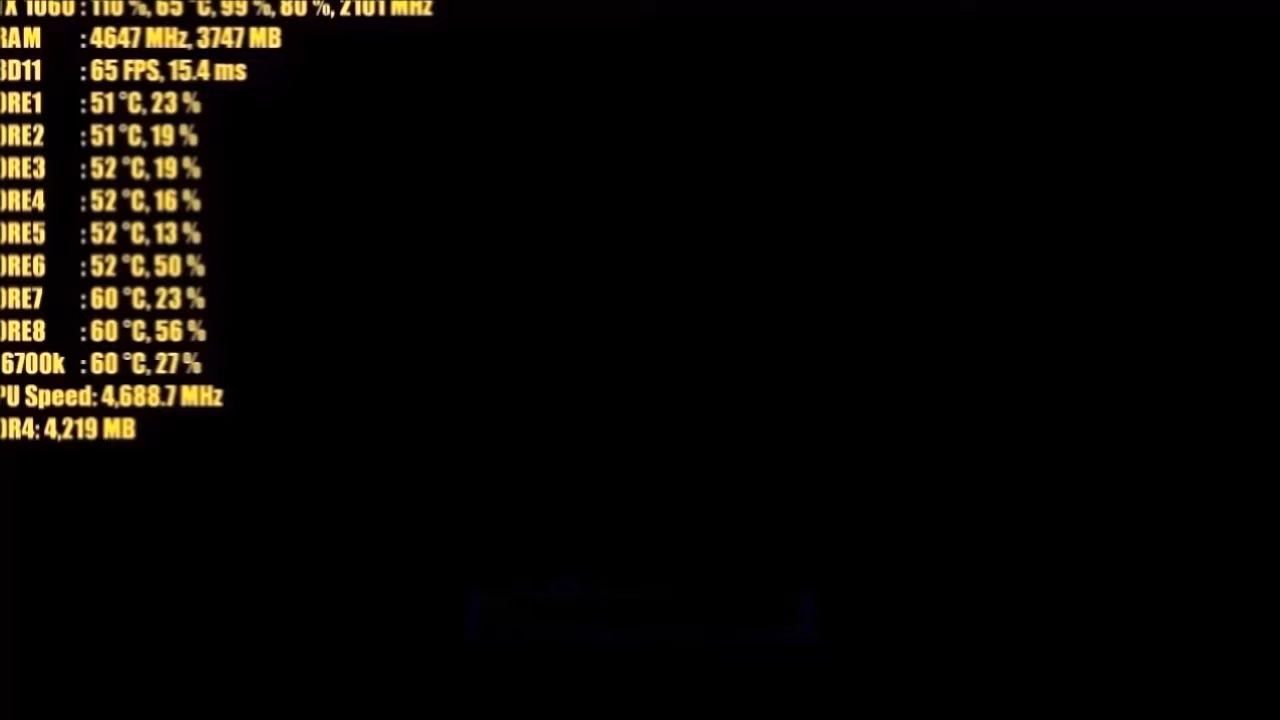 X 1060 : 110 %, 65 °C, 99 %, 80 %, 2101 MHz
RAM : 4647 MHz, 3747 MB
3D11 : 65 FPS, 15.4 ms
ORE1 : 51 °C, 23 %
ORE2 : 51 °C, 19 %
ORE3 : 52 °C, 19 %
ORE4 : 52 °C, 16 %
ORE5 : 52 °C, 13 %
ORE6 : 52 °C, 50 %
ORE7 : 60 °C, 23 %
ORE8 : 60 °C, 56 %
6700k : 60 °C, 27 %
PU Speed: 4,688.7 MHz
DR4: 4,219 MB